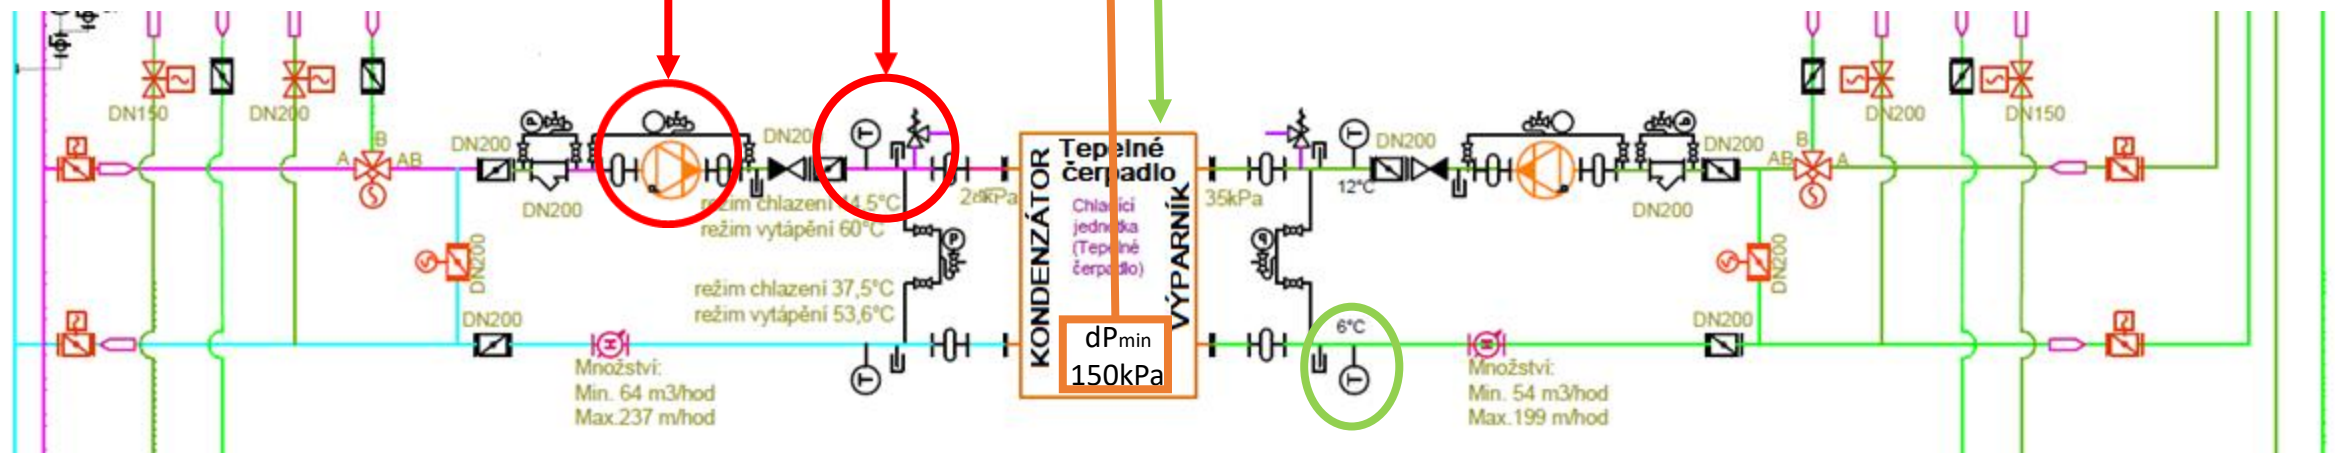 DN150
DN200
DN200
DN150
B
A
AB
DN200
DN20
DN200
DN200
B
AB
A
Tepelné
čerpadlo
KONDENZÁTOR
VÝPARNÍK
Chladící
jednotka
(Tepelné
čerpadlo)
35kPa
12°C
DN200
DN200
režim chlazení 44,5°C
režim vytápění 60°C
DN200
DN200
režim chlazení 37,5°C
režim vytápění 53,6°C
DN200
DN200
dPmin
150kPa
6°C
Množství:
Min. 64 m3/hod
Max.237 m/hod
Množství:
Min. 54 m3/hod
Max.199 m/hod
T
T
T
T